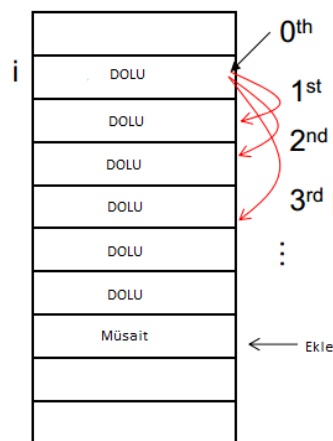 0th
i
DOLU
1st
DOLU
2nd
DOLU
3rd
DOLU
DOLU
⋮
DOLU
Müsait
Ekle